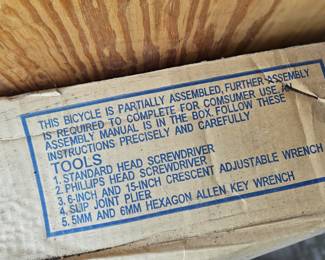 THIS BICYCLE IS PARTIALLY ASSEMBLED, FURTHER ASSEMBLY
IS REQUIRED TO COMPLETE FOR COMSUMER USE AN
ASSEMBLY MANUAL IS IN THE BOX. FOLLOW THESE
INSTRUCTIONS PRECISELY AND CAREFULLY
TOOLS
1. STANDARD HEAD SCREWDRIVER
2. PHILLIPS HEAD SCREWDRIVER
3. 6-INCH AND 15-INCH CRESCENT ADJUSTABLE WRENCH
4. SLIP JOINT PLIER
5. 5MM AND 6MM HEXAGON ALLEN KEY WRENCH